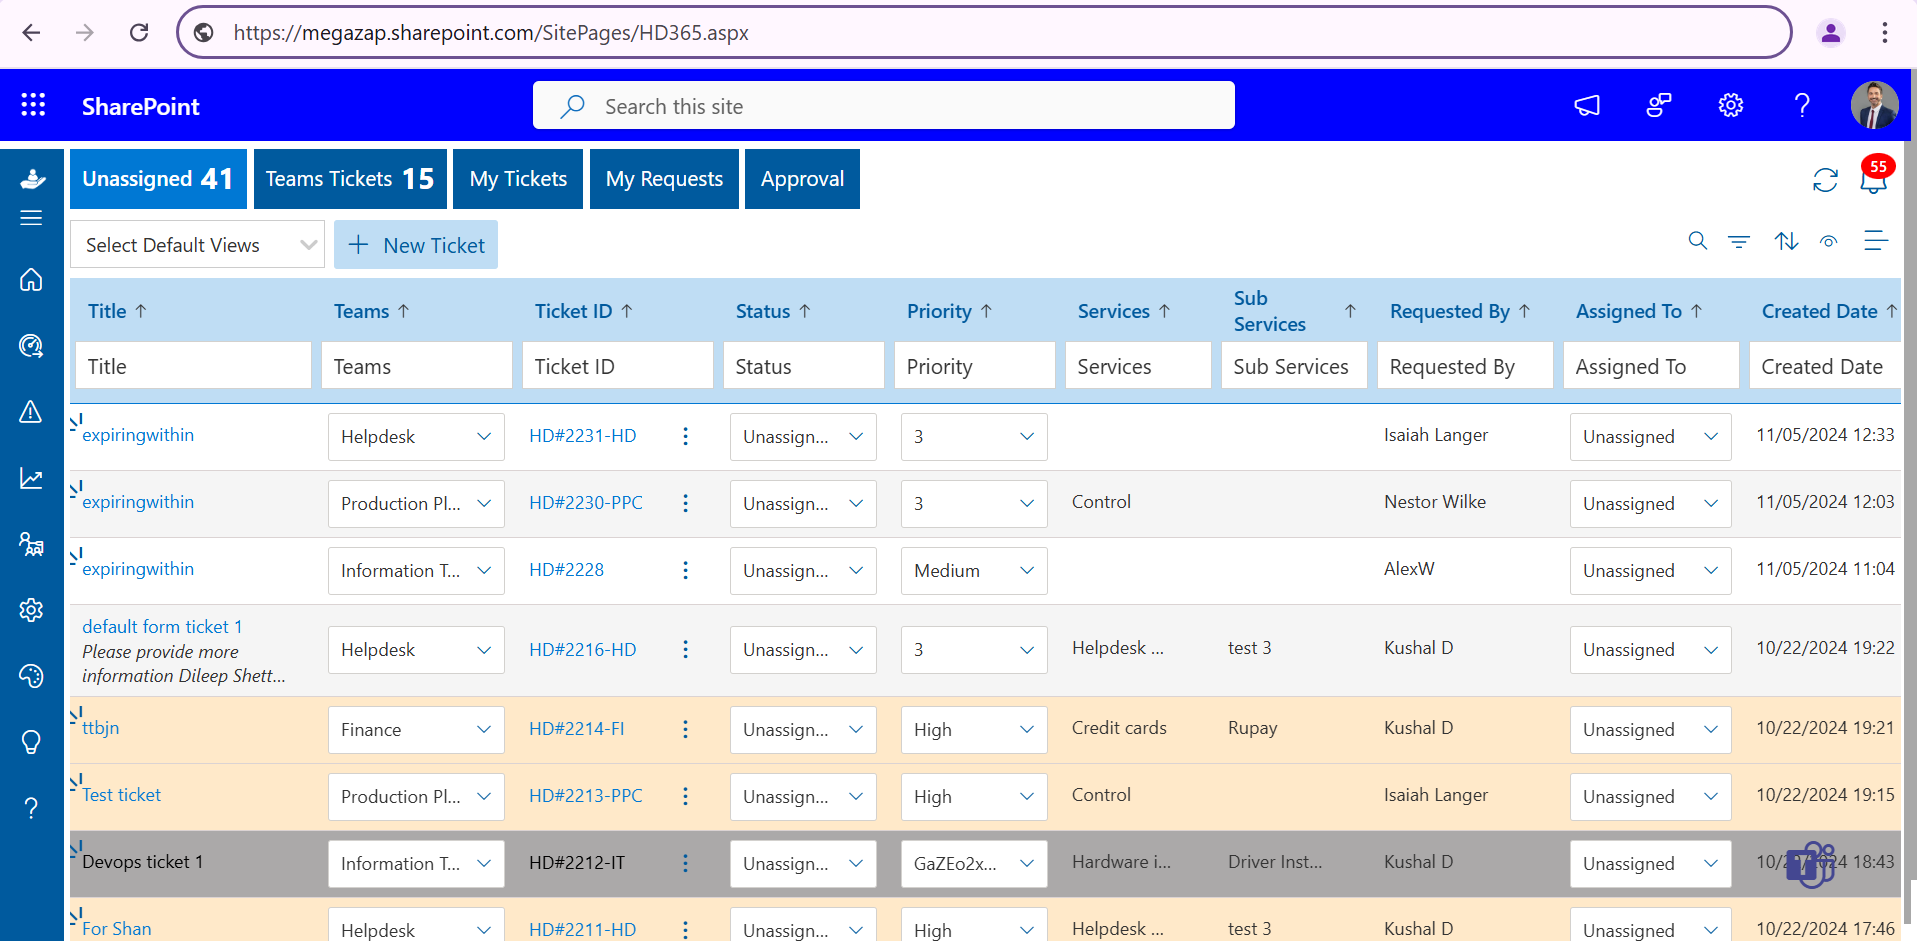 https://megazap.sharepoint.com/SitePages/HD365.aspx
SharePoint
Search this site
Unassigned 41
Teams Tickets 15
My Tickets
My Requests
Approval
55
Select Default Views
New Ticket
Title Teams Ticket ID Status Priority Services Sub Services Requested By Assigned To Created Date
Title Teams Ticket ID Status Priority Services Sub Services Requested By Assigned To Created Date
expiringwithin Helpdesk HD#2231-HD Unassign... 3 Isaiah Langer Unassigned 11/05/2024 12:33
expiringwithin Production Pl... HD#2230-PPC Unassign... 3 Control Nestor Wilke Unassigned 11/05/2024 12:03
expiringwithin Information T... HD#2228 Unassign... Medium AlexW Unassigned 11/05/2024 11:04
default form ticket 1
Please provide more
information Dileep Shett...
Helpdesk HD#2216-HD Unassign... 3 Helpdesk ... test 3 Kushal D Unassigned 10/22/2024 19:22
ttbjn Finance HD#2214-FI Unassign... High Credit cards Rupay Kushal D Unassigned 10/22/2024 19:21
Test ticket Production Pl... HD#2213-PPC Unassign... High Control Isaiah Langer Unassigned 10/22/2024 19:15
Devops ticket 1 Information T... HD#2212-IT Unassign... GaZEo2x... Hardware i... Driver Inst... Kushal D Unassigned 18:43
For Shan Helpdesk HD#2211-HD Unassign... High Helpdesk ... test 3 Kushal D Unassigned 10/22/2024 17:46